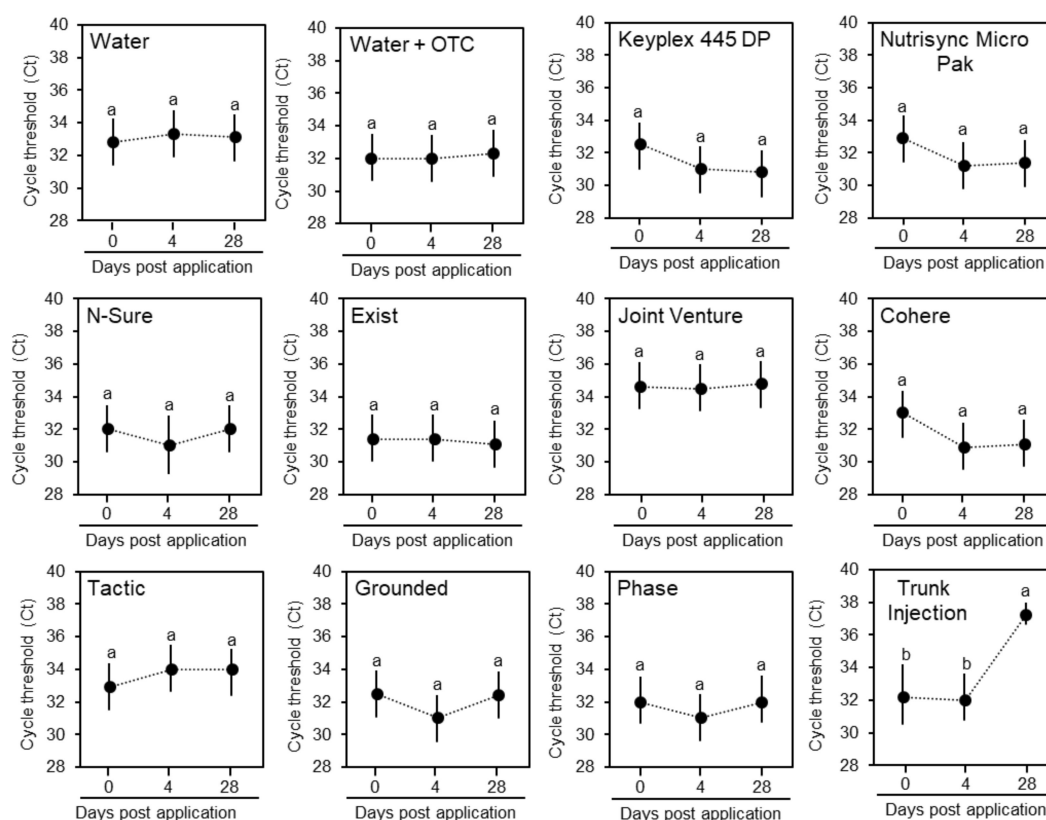 Water
Cycle threshold (Ct)
40
38
36
34
32
30
28
a
a
a
0
4
28
Days post application
Water + OTC
Cycle threshold (Ct)
40
38
36
34
32
30
28
a
a
a
0
4
28
Days post application
Keyplex 445 DP
Cycle threshold (Ct)
40
38
36
34
32
30
28
a
a
a
0
4
28
Days post application
Nutrisync Micro
Pak
Cycle threshold (Ct)
40
38
36
34
32
30
28
a
a
a
0
4
28
Days post application
N-Sure
Cycle threshold (Ct)
40
38
36
34
32
30
28
a
a
a
0
4
28
Days post application
Exist
Cycle threshold (Ct)
40
38
36
34
32
30
28
a
a
a
0
4
28
Days post application
Joint Venture
Cycle threshold (Ct)
40
38
36
34
32
30
28
a
a
a
0
4
28
Days post application
Cohere
Cycle threshold (Ct)
40
38
36
34
32
30
28
a
a
a
0
4
28
Days post application
Tactic
Cycle threshold (Ct)
40
38
36
34
32
30
28
a
a
a
0
4
28
Days post application
Grounded
Cycle threshold (Ct)
40
38
36
34
32
30
28
a
a
a
0
4
28
Days post application
Phase
Cycle threshold (Ct)
40
38
36
34
32
30
28
a
a
a
0
4
28
Days post application
Trunk
Injection
Cycle threshold (Ct)
40
38
36
34
32
30
28
b
b
a
0
4
28
Days post application